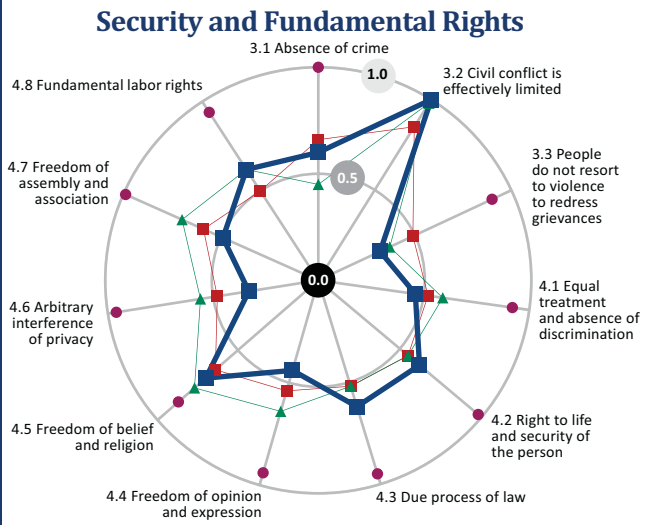 Security and Fundamental Rights
3.1 Absence of crime
1.0
3.2 Civil conflict is
effectively limited
4.8 Fundamental labor rights
3.3 People
do not resort
to violence
to redress
grievances
4.7 Freedom of
assembly and
association
0.5
0.0
4.1 Equal
treatment
and absence of
discrimination
4.6 Arbitrary
interference
of privacy
4.2 Right to life
and security of
the person
4.5 Freedom of belief
and religion
4.4 Freedom of opinion
and expression
4.3 Due process of law